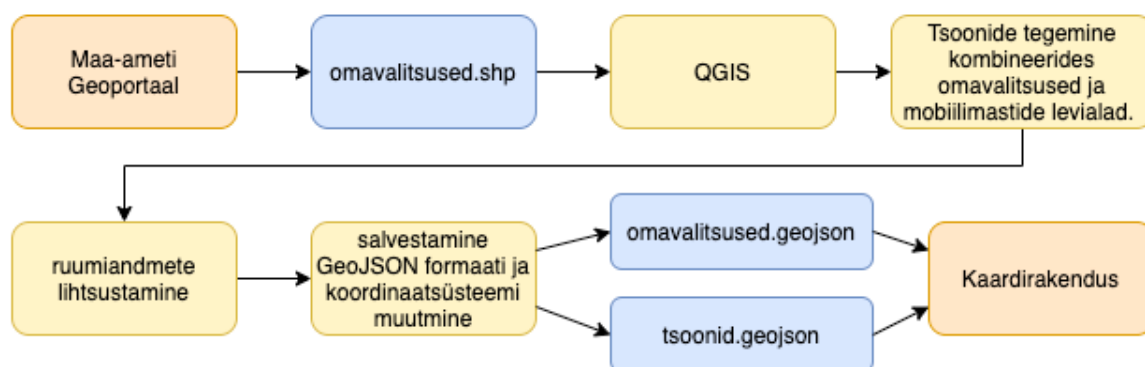 Maa-ameti
Geoportaal
omavalitsused.shp
QGIS
Tsoonide tegemine
kombineerides
omavalitsused ja
mobiilimastide levialad.
ruumiandmete
lihtsustamine
salvestamine
GeoJSON formaati ja
koordinaatsüsteemi
muutmine
omavalitsused.geojson
tsoonid.geojson
Kaardirakendus